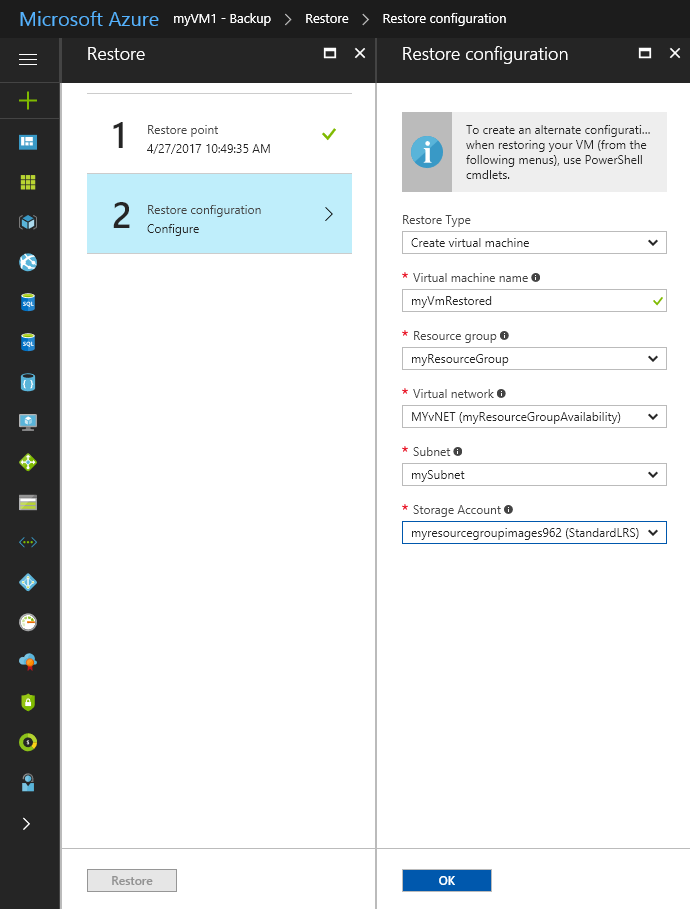 Microsoft Azure myVM1 - Backup > Restore > Restore configuration
Restore
1
Restore point
4/27/2017 10:49:35 AM
2
Restore configuration
Configure
Restore
Restore configuration
To create an alternate configurati...
when restoring your VM (from the
following menus), use PowerShell
cmdlets.
Restore Type
Create virtual machine
* Virtual machine name
myVmRestored
* Resource group
myResourceGroup
* Virtual network
MYvNET (myResourceGroupAvailability)
* Subnet
mySubnet
* Storage Account
myresourcegroupimages962 (StandardLRS)
OK
SQL
SQL